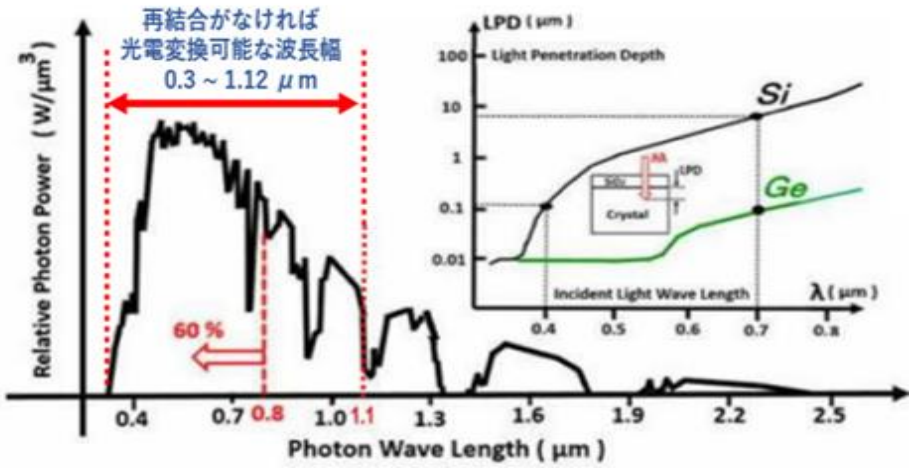 再結合がなければ
光電変換可能な波長幅
0.3 ~ 1.12 μm
Relative Photon Power ( W/μm³ )
60 %
0.4
0.7
0.8
1.0
1.1
1.3
1.6
1.9
2.2
2.5
Photon Wave Length ( μm )
LPD ( μm )
Light Penetration Depth
100
10
1
0.1
0.01
Si
Ge
LPD
SiO₂
Crystal
Incident Light Wave Length
λ ( μm )
0.4
0.5
0.6
0.7
0.8